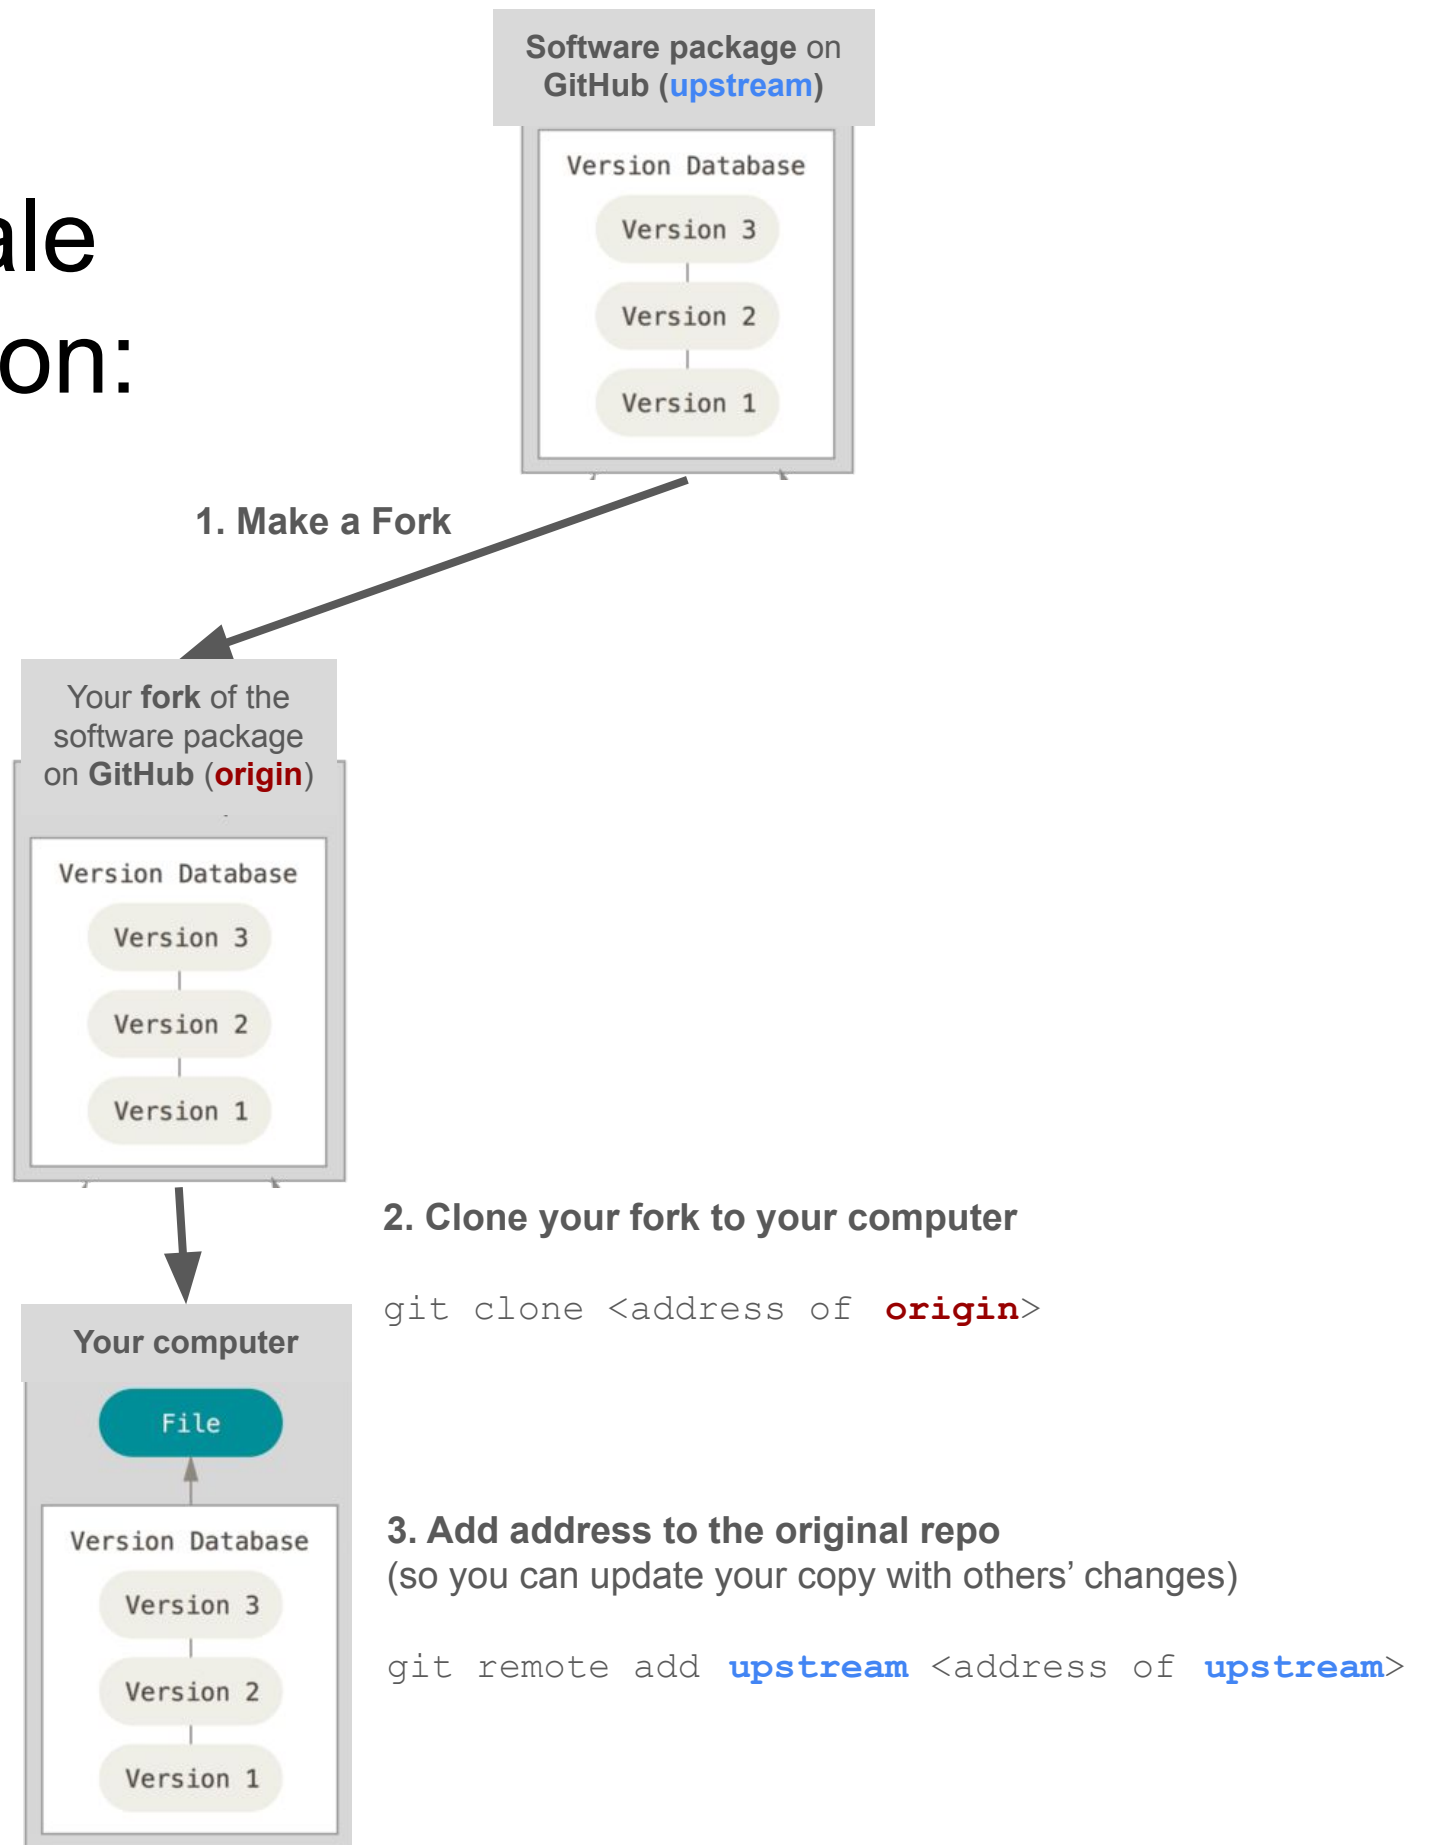 Software package on
GitHub (upstream)
Version Database
Version 3
Version 2
Version 1
ale
on:
1. Make a Fork
Your fork of the
software package
on GitHub (origin)
Version Database
Version 3
Version 2
Version 1
2. Clone your fork to your computer
git clone <address of origin>
Your computer
File
Version Database
Version 3
Version 2
Version 1
3. Add address to the original repo
(so you can update your copy with others’ changes)
git remote add upstream <address of upstream>